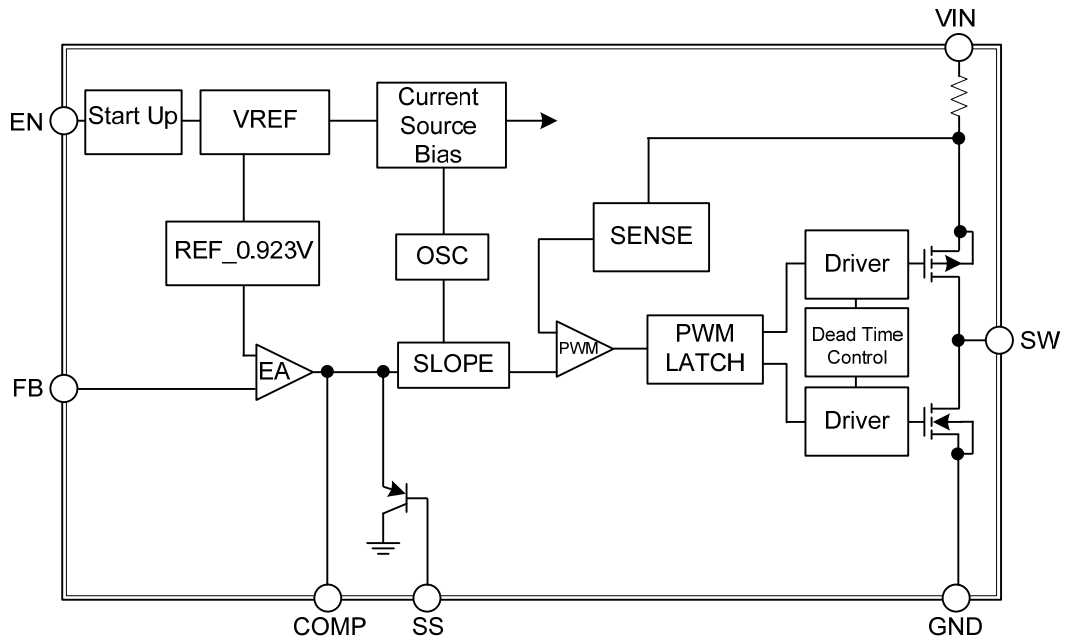 VIN
EN
Start Up
VREF
Current
Source
Bias
REF_0.923V
OSC
SENSE
Driver
PWM
PWM
LATCH
Dead Time
Control
SW
EA
SLOPE
FB
Driver
COMP
SS
GND